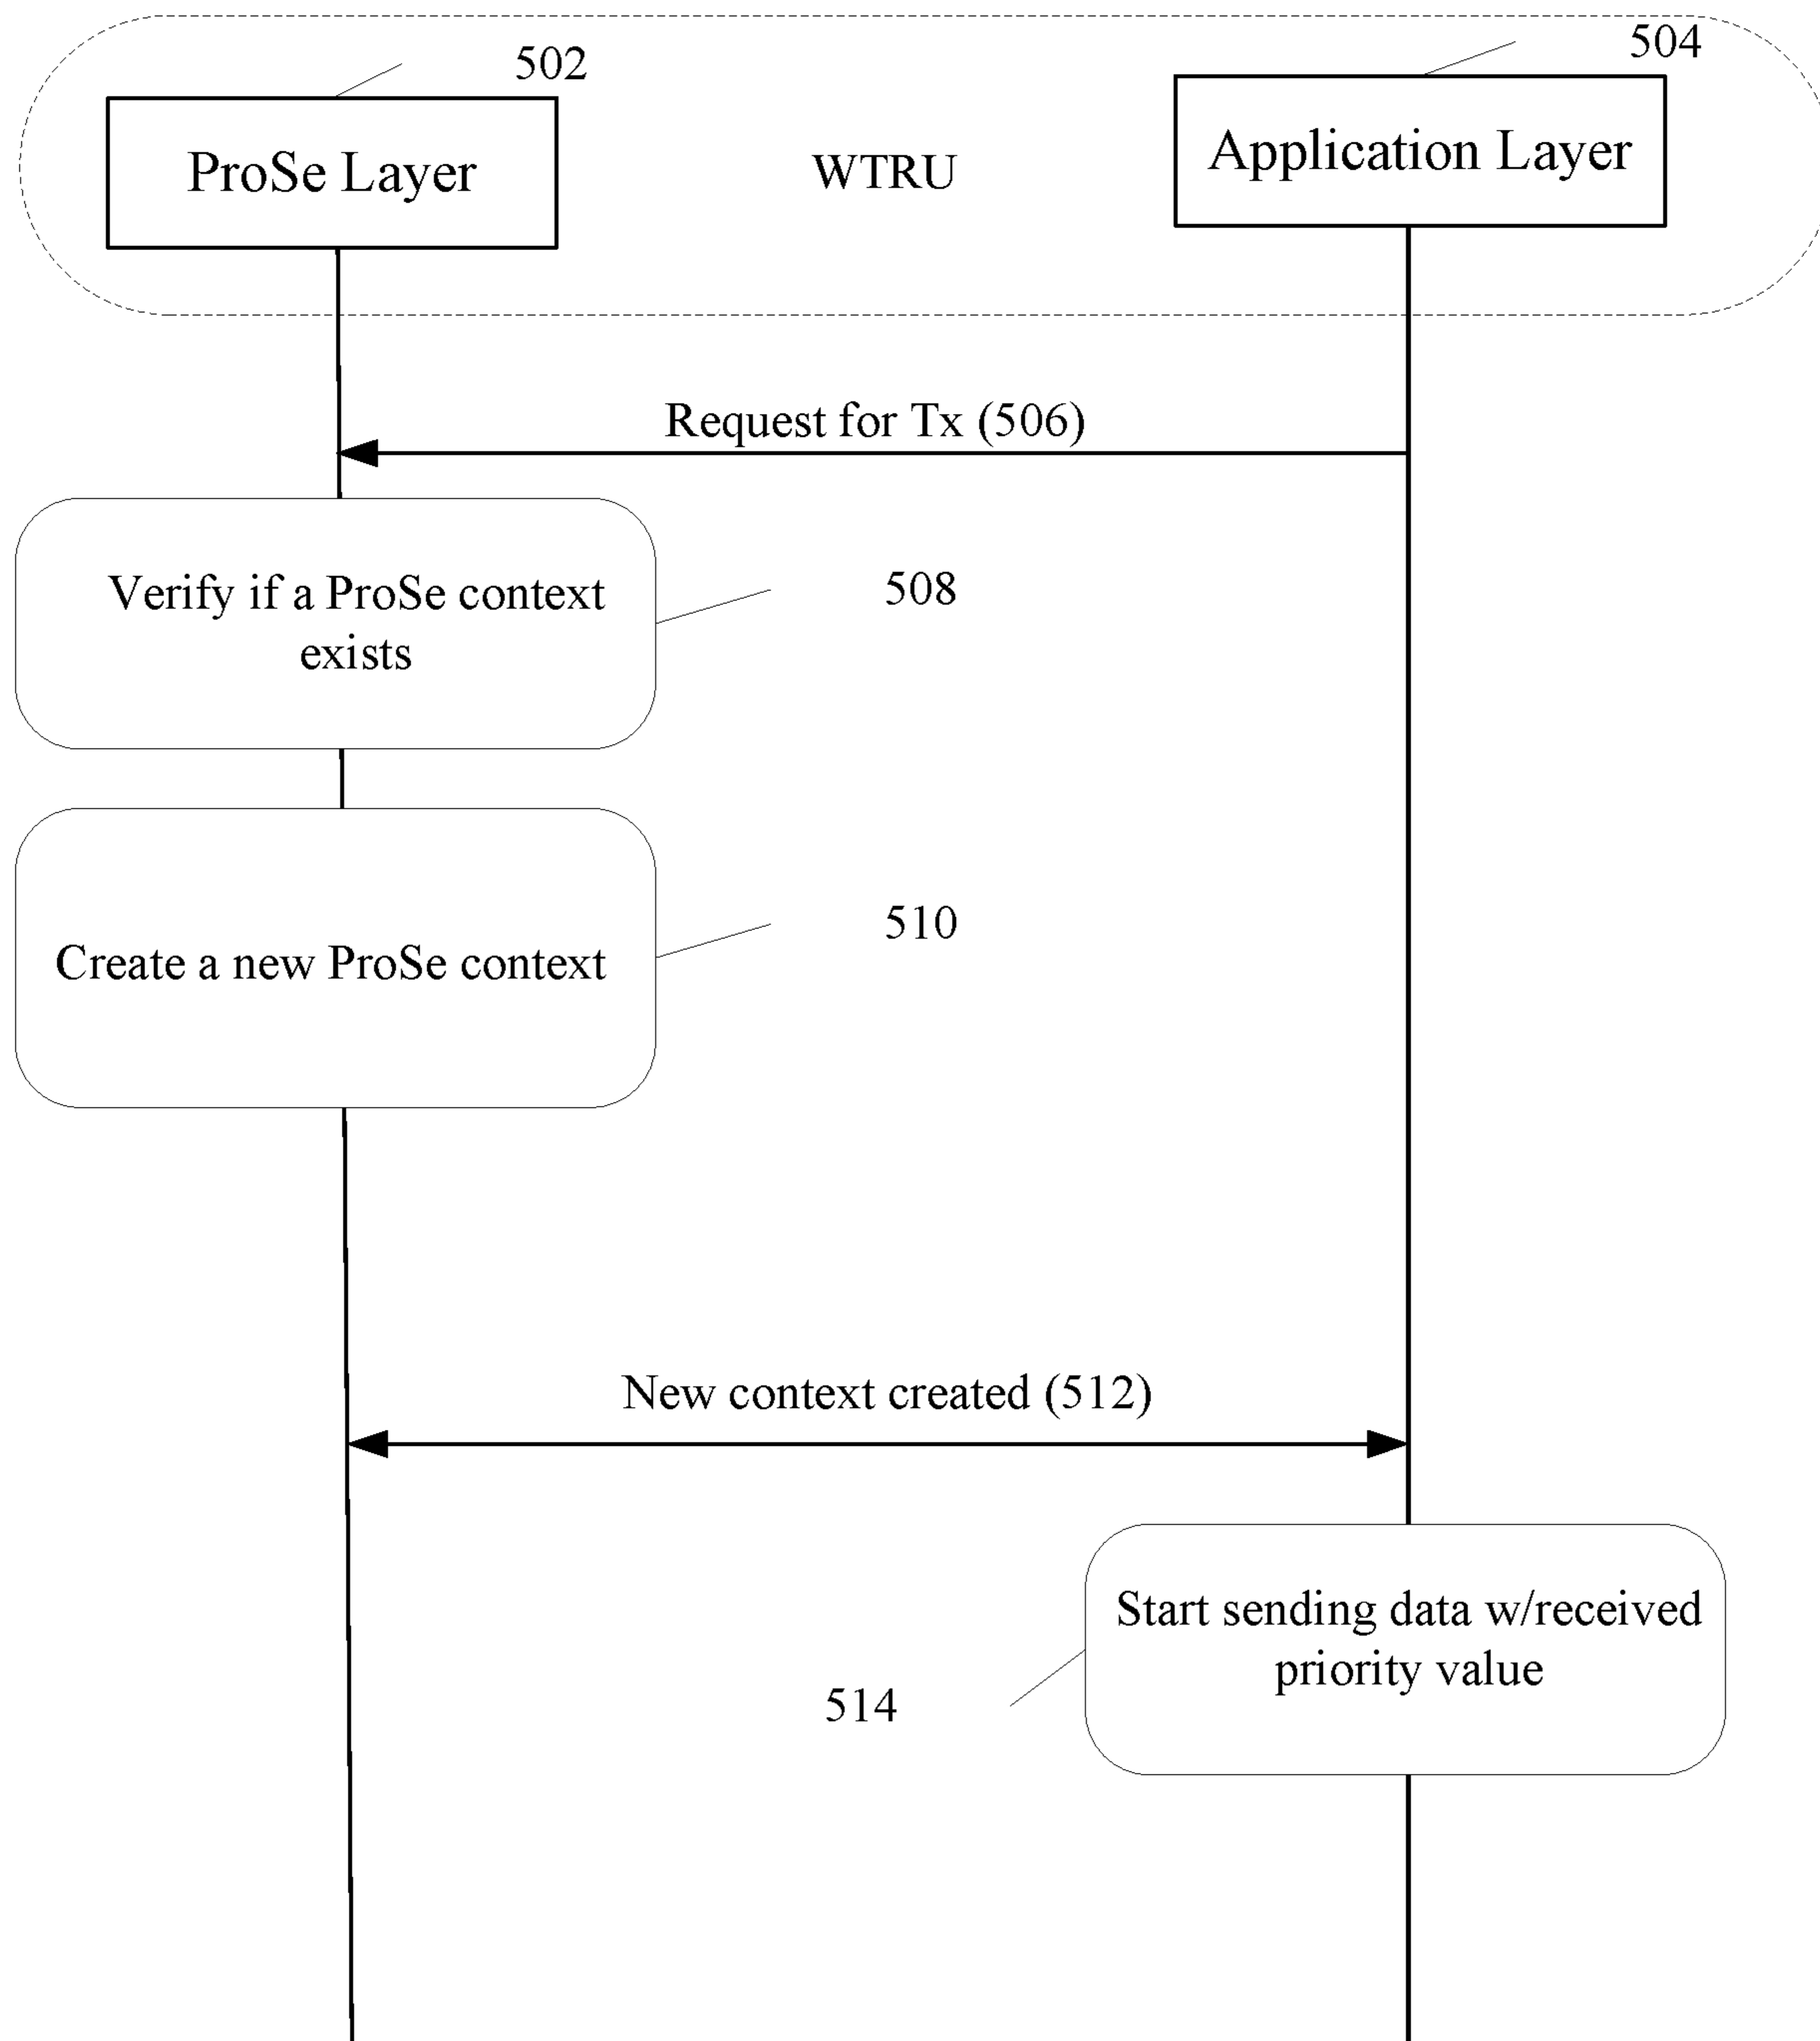 502
504
ProSe Layer
WTRU
Application Layer
Request for Tx (506)
Verify if a ProSe context
exists
508
Create a new ProSe context
510
New context created (512)
Start sending data w/received
priority value
514